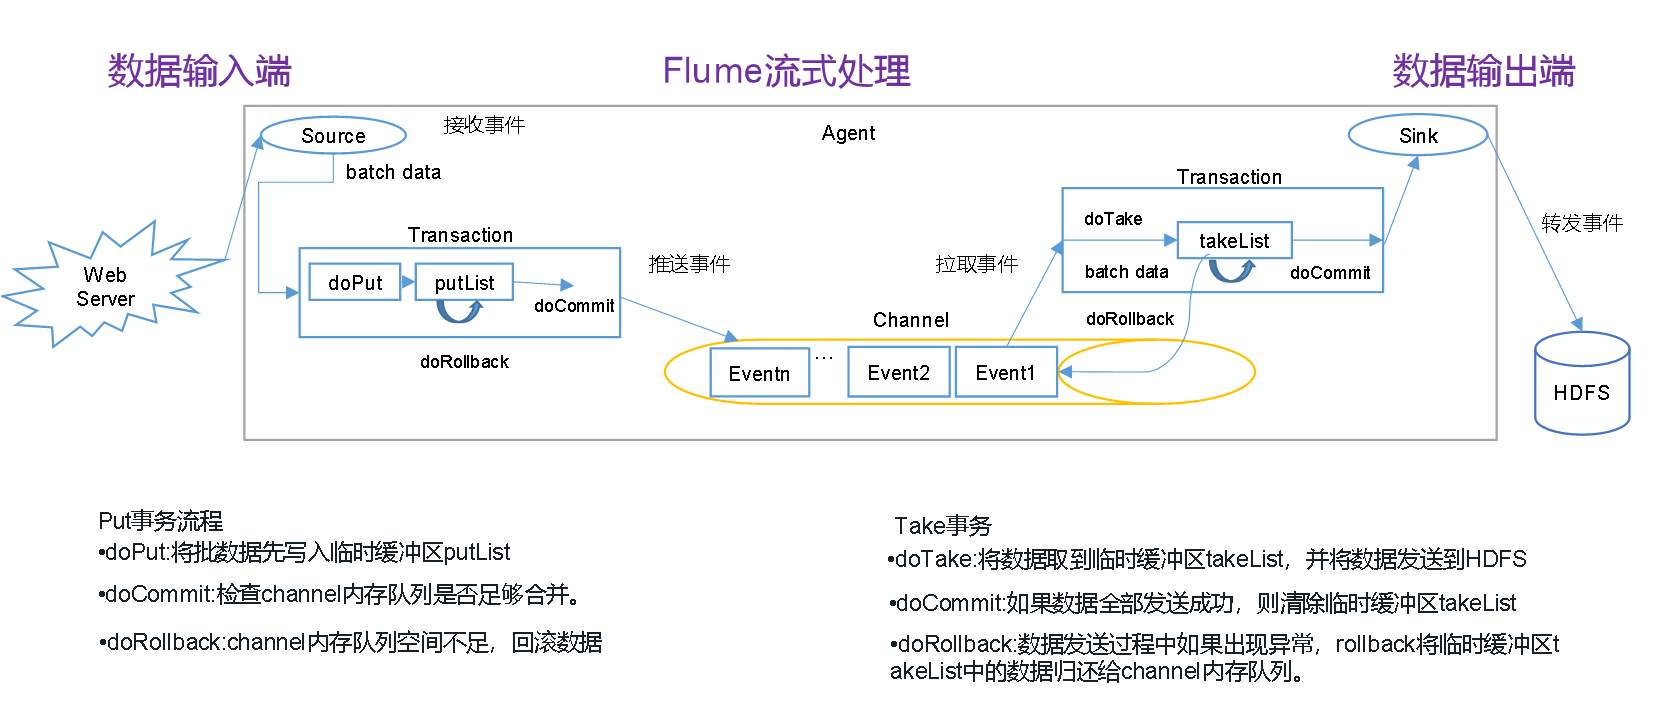 数据输入端
Flume流式处理
数据输出端
Source
接收事件
Agent
Sink
batch data
Transaction
Transaction
doTake
takeList
转发事件
Web
Server
doPut
putList
doCommit
推送事件
拉取事件
batch data
doCommit
doRollback
Channel
doRollback
Eventn
...
Event2
Event1
HDFS
Put事务流程
•doPut:将批数据先写入临时缓冲区putList
•doCommit:检查channel内存队列是否足够合并。
•doRollback:channel内存队列空间不足，回滚数据
Take事务
•doTake:将数据取到临时缓冲区takeList，并将数据发送到HDFS
•doCommit:如果数据全部发送成功，则清除临时缓冲区takeList
•doRollback:数据发送过程中如果出现异常，rollback将临时缓冲区t
akeList中的数据归还给channel内存队列。